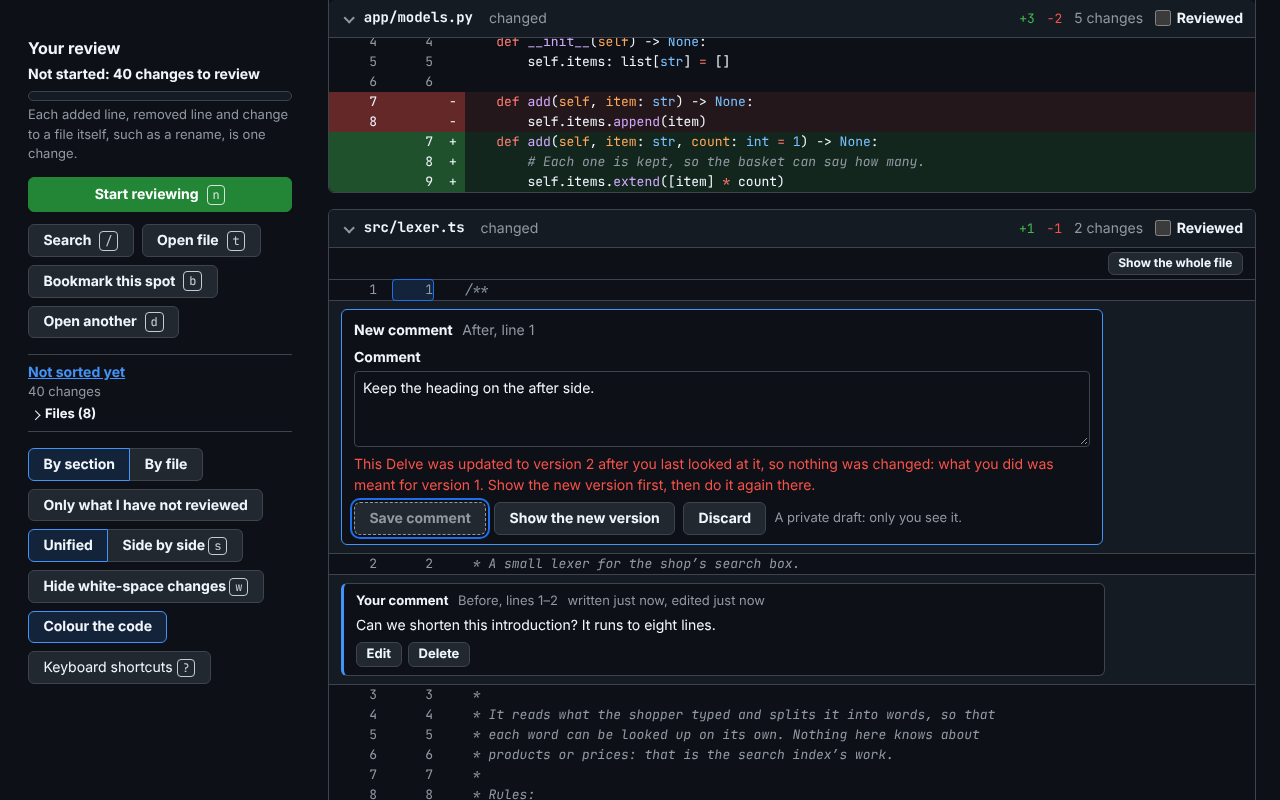 Your review
Not started: 40 changes to review
Each added line, removed line and change
to a file itself, such as a rename, is one
change.
Start reviewing n
Search /
Open file t
Bookmark this spot b
Open another d
Not sorted yet
40 changes
Files (8)
By section
By file
Only what I have not reviewed
Unified
Side by side s
Hide white-space changes w
Colour the code
Keyboard shortcuts ?
app/models.py changed +3 -2 5 changes Reviewed
4 4 def __init__(self) -> None:
5 5 self.items: list[str] = []
6 6
7 - def add(self, item: str) -> None:
8 - self.items.append(item)
7 + def add(self, item: str, count: int = 1) -> None:
8 + # Each one is kept, so the basket can say how many.
9 + self.items.extend([item] * count)
src/lexer.ts changed +1 -1 2 changes Reviewed
Show the whole file
1 1 /**
New comment After, line 1
Comment
Keep the heading on the after side.
This Delve was updated to version 2 after you last looked at it, so nothing was changed: what you did was
meant for version 1. Show the new version first, then do it again there.
Save comment Show the new version Discard A private draft: only you see it.
2 2 * A small lexer for the shop’s search box.
Your comment Before, lines 1–2 written just now, edited just now
Can we shorten this introduction? It runs to eight lines.
Edit Delete
3 3 *
4 4 * It reads what the shopper typed and splits it into words, so that
5 5 * each word can be looked up on its own. Nothing here knows about
6 6 * products or prices: that is the search index’s work.
7 7 *
8 8 * Rules: